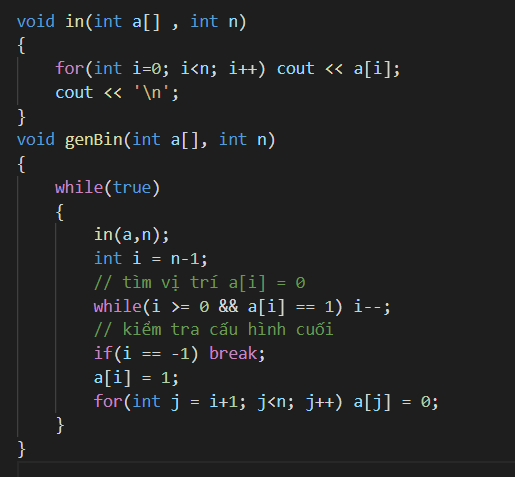 void in(int a[] , int n)
{
    for(int i=0; i<n; i++) cout << a[i];
    cout << '\n';
}
void genBin(int a[], int n)
{
    while(true)
    {
        in(a,n);
        int i = n-1;
        // tìm vị trí a[i] = 0
        while(i >= 0 && a[i] == 1) i--;
        // kiểm tra cấu hình cuối
        if(i == -1) break;
        a[i] = 1;
        for(int j = i+1; j<n; j++) a[j] = 0;
    }
}